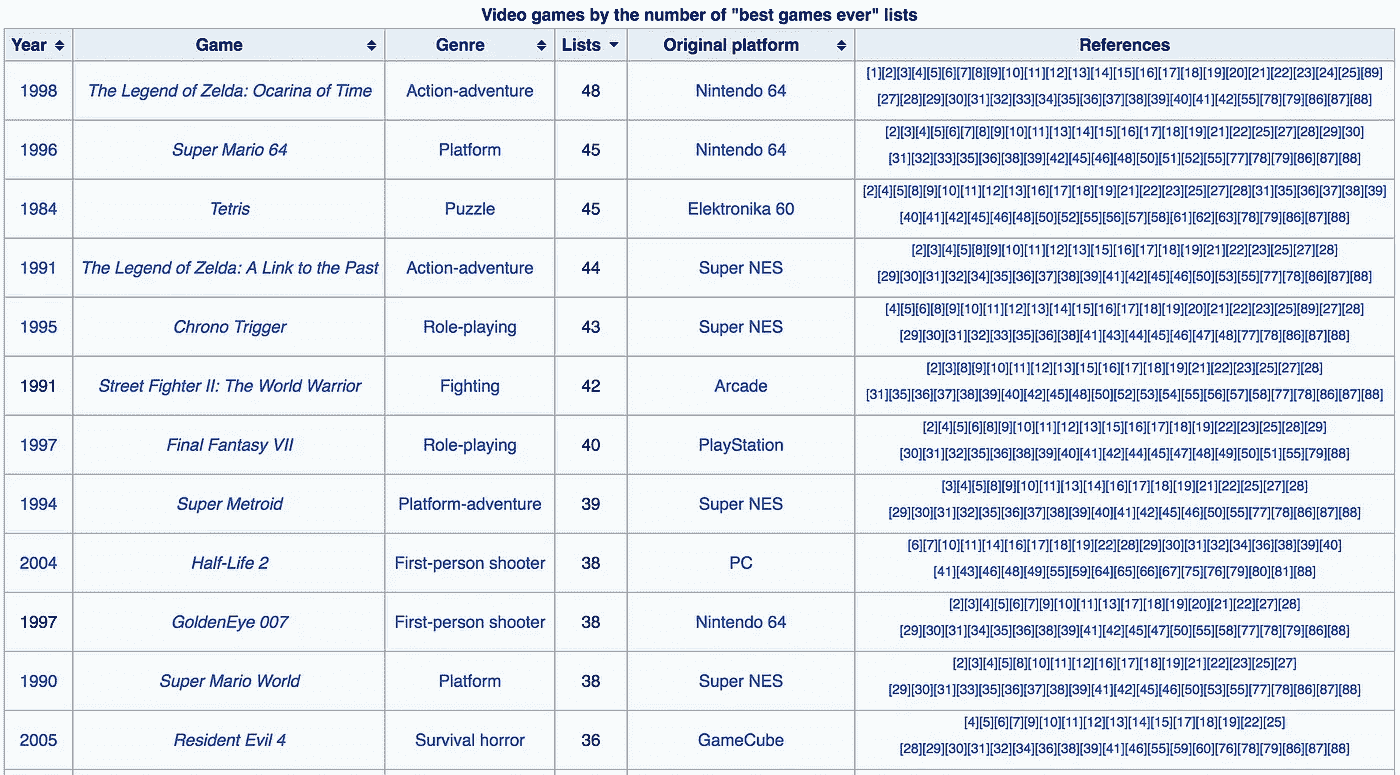 Video games by the number of "best games ever" lists
Year Game Genre Lists Original platform References
1998 The Legend of Zelda: Ocarina of Time Action-adventure 48 Nintendo 64 [1][2][3][4][5][6][7][8][9][10][11][12][13][14][15][16][17][18][19][20][21][22][23][24][25][89]
[27][28][29][30][31][32][33][34][35][36][37][38][39][40][41][42][55][78][79][86][87][88]
1996 Super Mario 64 Platform 45 Nintendo 64 [2][3][4][5][6][7][8][9][10][11][13][14][15][16][17][18][19][21][22][25][27][28][29][30]
[31][32][33][35][36][38][39][42][45][46][48][50][51][52][55][77][78][79][86][87][88]
1984 Tetris Puzzle 45 Elektronika 60 [2][4][5][8][9][10][11][12][13][16][17][18][19][21][22][23][25][27][28][31][35][36][37][38][39]
[40][41][42][45][46][48][50][52][55][56][57][58][61][62][63][78][79][86][87][88]
1991 The Legend of Zelda: A Link to the Past Action-adventure 44 Super NES [2][3][4][5][8][9][10][11][12][13][15][16][17][18][19][21][22][23][25][27][28]
[29][30][31][32][34][35][36][37][38][39][41][42][45][46][50][53][55][77][78][86][87][88]
1995 Chrono Trigger Role-playing 43 Super NES [4][5][6][8][9][10][11][12][13][14][15][16][17][18][19][20][21][22][23][25][89][27][28]
[29][30][31][32][33][35][36][38][41][43][44][45][46][47][48][77][78][86][87][88]
1991 Street Fighter II: The World Warrior Fighting 42 Arcade [2][3][8][9][10][11][12][13][15][16][17][18][19][21][22][23][25][27][28]
[31][35][36][37][38][39][40][42][45][48][50][52][53][54][55][56][57][58][77][78][86][87][88]
1997 Final Fantasy VII Role-playing 40 PlayStation [2][4][5][6][8][9][10][11][12][13][15][16][17][18][19][22][23][25][28][29]
[30][31][32][35][36][38][39][40][41][42][44][45][47][48][49][50][51][55][79][88]
1994 Super Metroid Platform-adventure 39 Super NES [3][4][5][8][9][10][11][13][14][16][17][18][19][21][22][25][27][28]
[29][30][31][32][35][36][37][38][39][40][41][42][45][46][50][55][77][78][86][87][88]
2004 Half-Life 2 First-person shooter 38 PC [6][7][10][11][14][16][17][18][19][22][28][29][30][31][32][34][36][38][39][40]
[41][43][46][48][49][55][59][64][65][66][67][75][76][79][80][81][88]
1997 GoldenEye 007 First-person shooter 38 Nintendo 64 [2][3][4][5][6][7][9][10][11][13][17][18][19][20][21][22][27][28]
[29][30][31][34][35][36][38][39][41][42][45][47][50][55][58][77][78][79][86][88]
1990 Super Mario World Platform 38 Super NES [2][3][4][5][8][10][11][12][16][17][18][19][21][22][23][25][27]
[29][30][31][33][35][36][37][38][39][41][42][45][46][50][53][55][77][78][86][87][88]
2005 Resident Evil 4 Survival horror 36 GameCube [4][5][6][7][9][10][11][12][13][14][15][17][18][19][22][25]
[28][29][30][31][32][34][36][38][39][41][46][55][59][60][76][78][79][86][87][88]